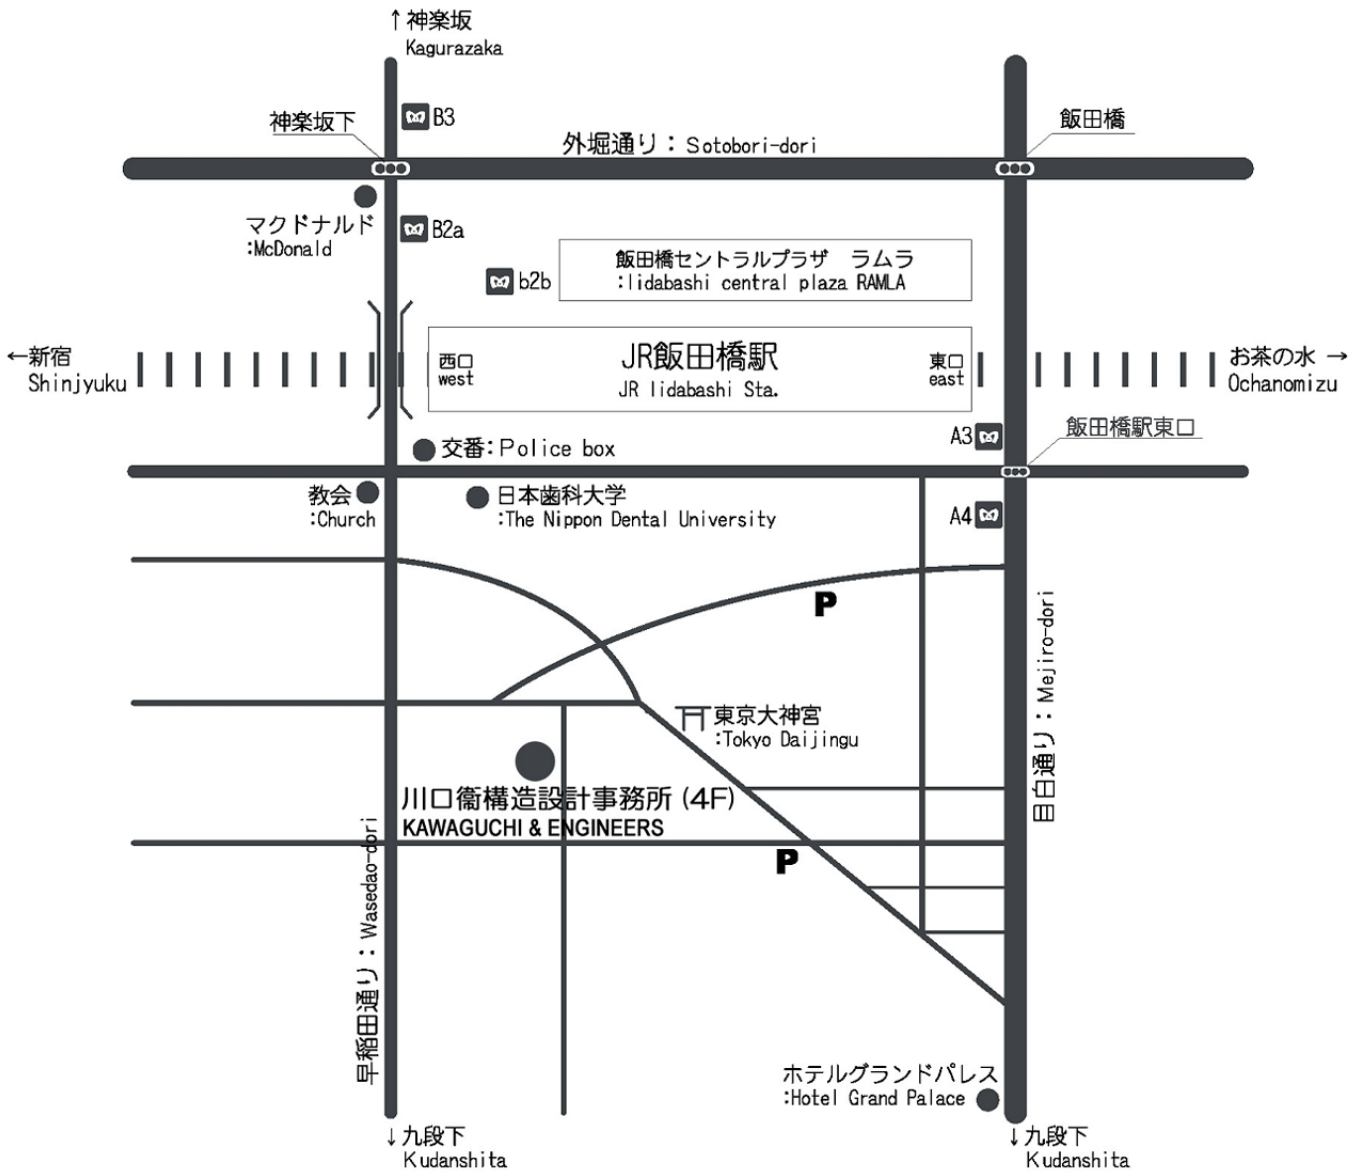 ↑神楽坂
Kagurazaka
神楽坂下
B3
外堀通り：Sotobori-dori
飯田橋
マクドナルド
:McDonald
B2a
b2b
飯田橋セントラルプラザ　ラムラ
:Iidabashi central plaza RAMLA
←新宿
Shinjyuku
西口
west
JR飯田橋駅
JR Iidabashi Sta.
東口
east
お茶の水→
Ochanomizu
A3
飯田橋駅東口
交番:Police box
教会
:Church
日本歯科大学
:The Nippon Dental University
A4
P
目白通り：Mejiro-dori
東京大神宮
:Tokyo Daijingu
川口衞構造設計事務所 (4F)
KAWAGUCHI & ENGINEERS
P
早稲田通り：Wasedao-dori
ホテルグランドパレス
:Hotel Grand Palace
↓九段下
Kudanshita
↓九段下
Kudanshita